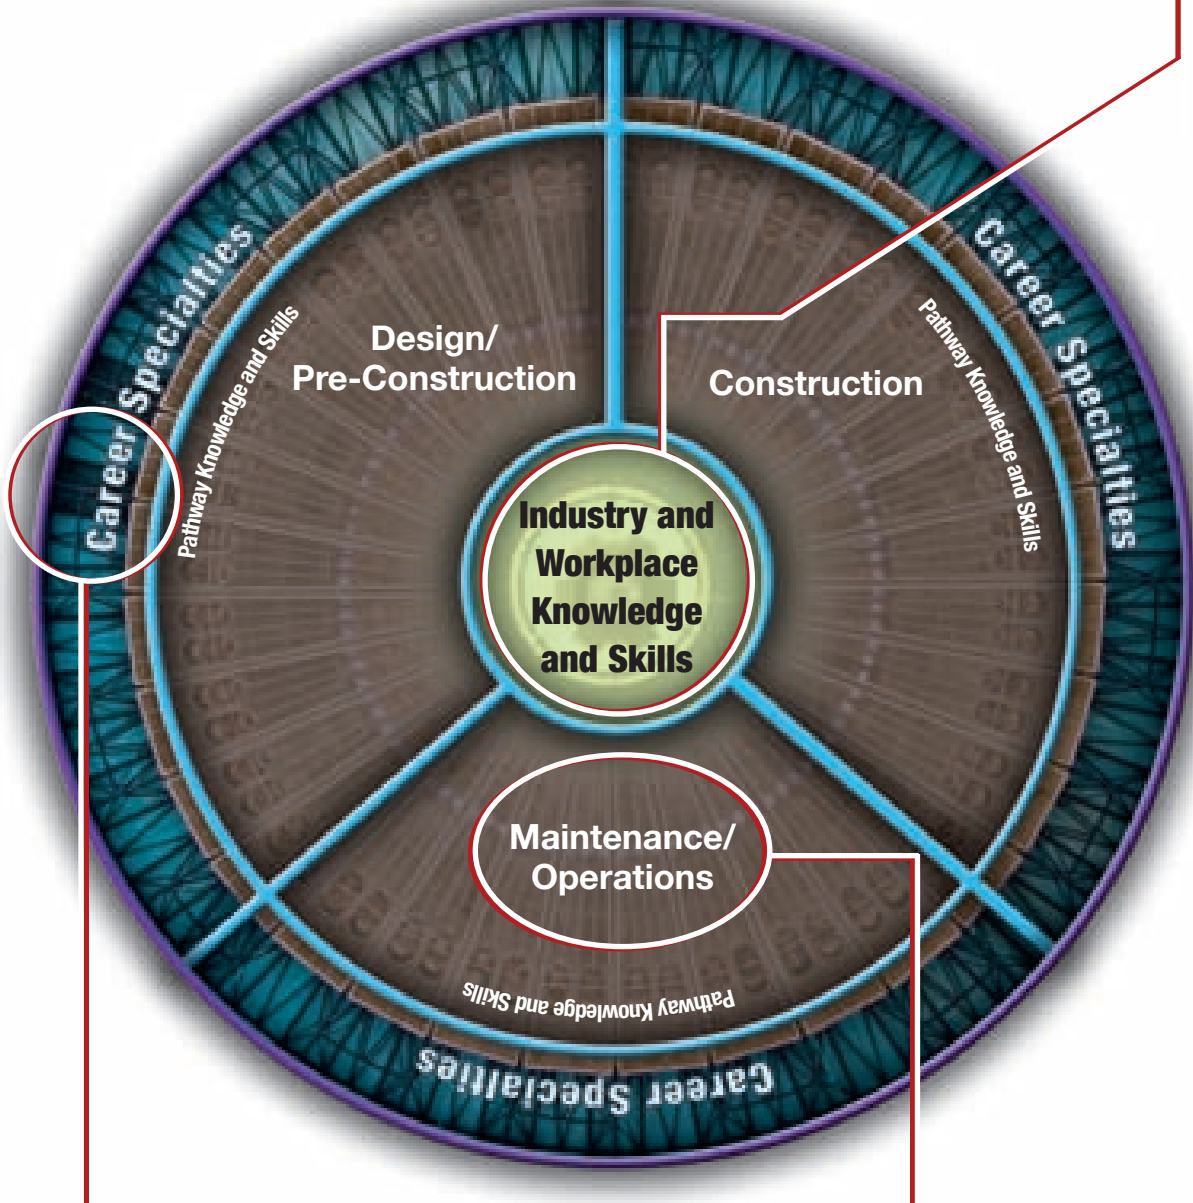 Career Specialties
Pathway Knowledge and Skills
Design/
Pre-Construction
Construction
Pathway Knowledge and Skills
Career Specialties
Industry and
Workplace
Knowledge
and Skills
Maintenance/
Operations
Pathway Knowledge and Skills
Career Specialties